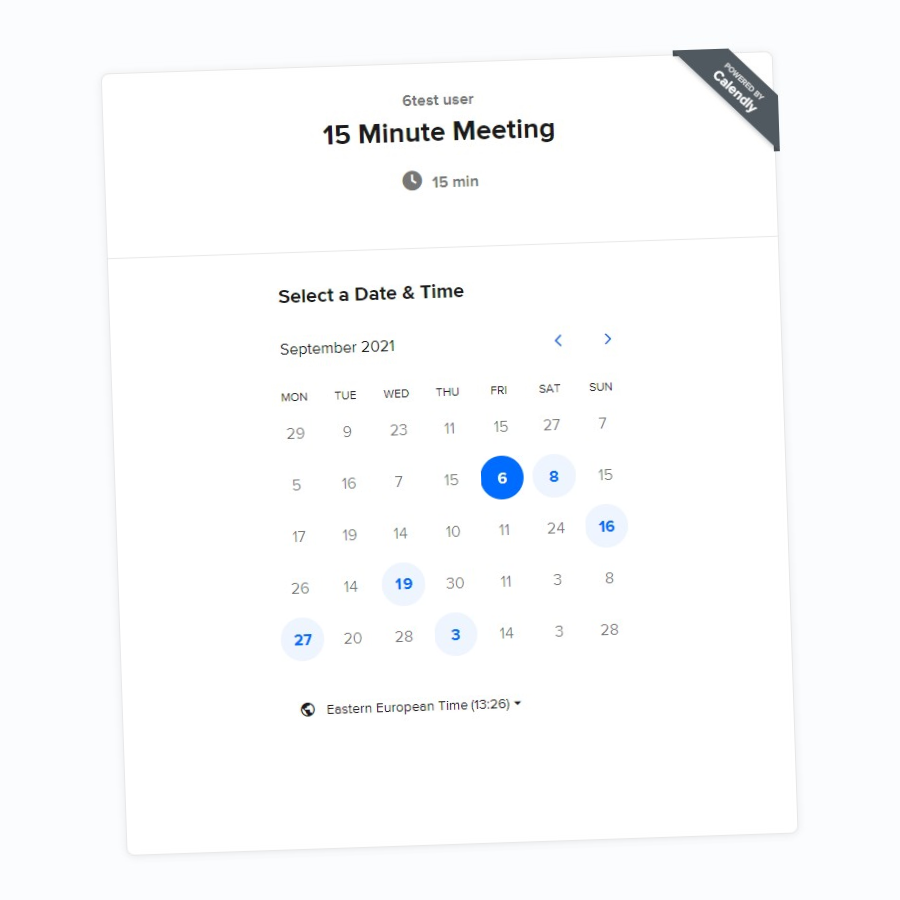 POWERED BY
Calendly
6test user
15 Minute Meeting
15 min
Select a Date & Time
September 2021
MON TUE WED THU FRI SAT SUN
29 9 23 11 15 27 7
5 16 7 15 6 8 15
17 19 14 10 11 24 16
26 14 19 30 11 3 8
27 20 28 3 14 3 28
Eastern European Time (13:26)